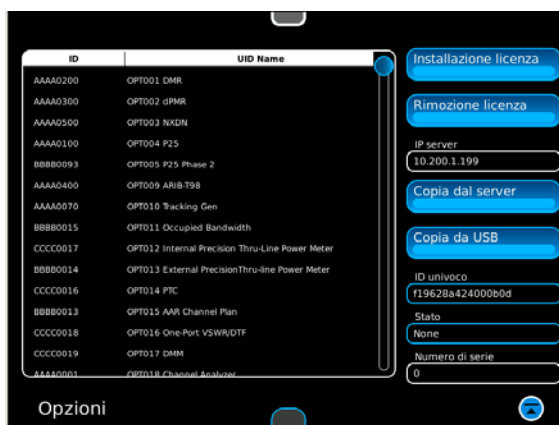 ID UID Name
AAAA0200 OPT001 DMR
AAAA0300 OPT002 dPMR
AAAA0500 OPT003 NXDN
AAAA0100 OPT004 P25
BBBB0093 OPT005 P25 Phase 2
AAAA0400 OPT009 ARIB-T98
AAAA0070 OPT010 Tracking Gen
BBBB0015 OPT011 Occupied Bandwidth
CCCC0017 OPT012 Internal Precision Thru-Line Power Meter
BBBB0014 OPT013 External PrecisionThru-line Power Meter
CCCC0016 OPT014 PTC
BBBB0013 OPT015 AAR Channel Plan
CCCC0018 OPT016 One-Port VSWR/DTF
CCCC0019 OPT017 DMM
AAAA0001 OPT018 Channel Analyzer
Installazione licenza
Rimozione licenza
IP server
10.200.1.199
Copia dal server
Copia da USB
ID univoco
f19628a424000b0d
Stato
None
Numero di serie
0
Opzioni